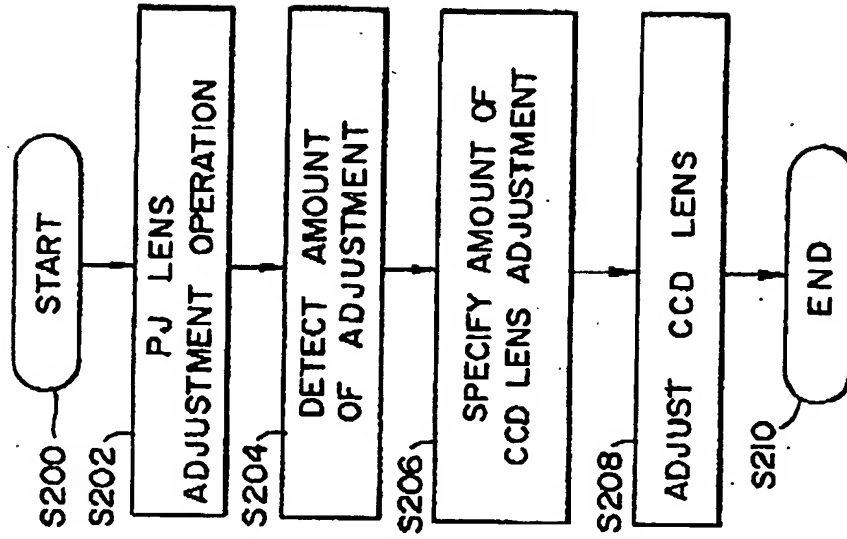 S200
START
S202
PJ LENS
ADJUSTMENT OPERATION
S204
DETECT AMOUNT
OF ADJUSTMENT
S206
SPECIFY AMOUNT OF
CCD LENS ADJUSTMENT
S208
ADJUST CCD LENS
S210
END